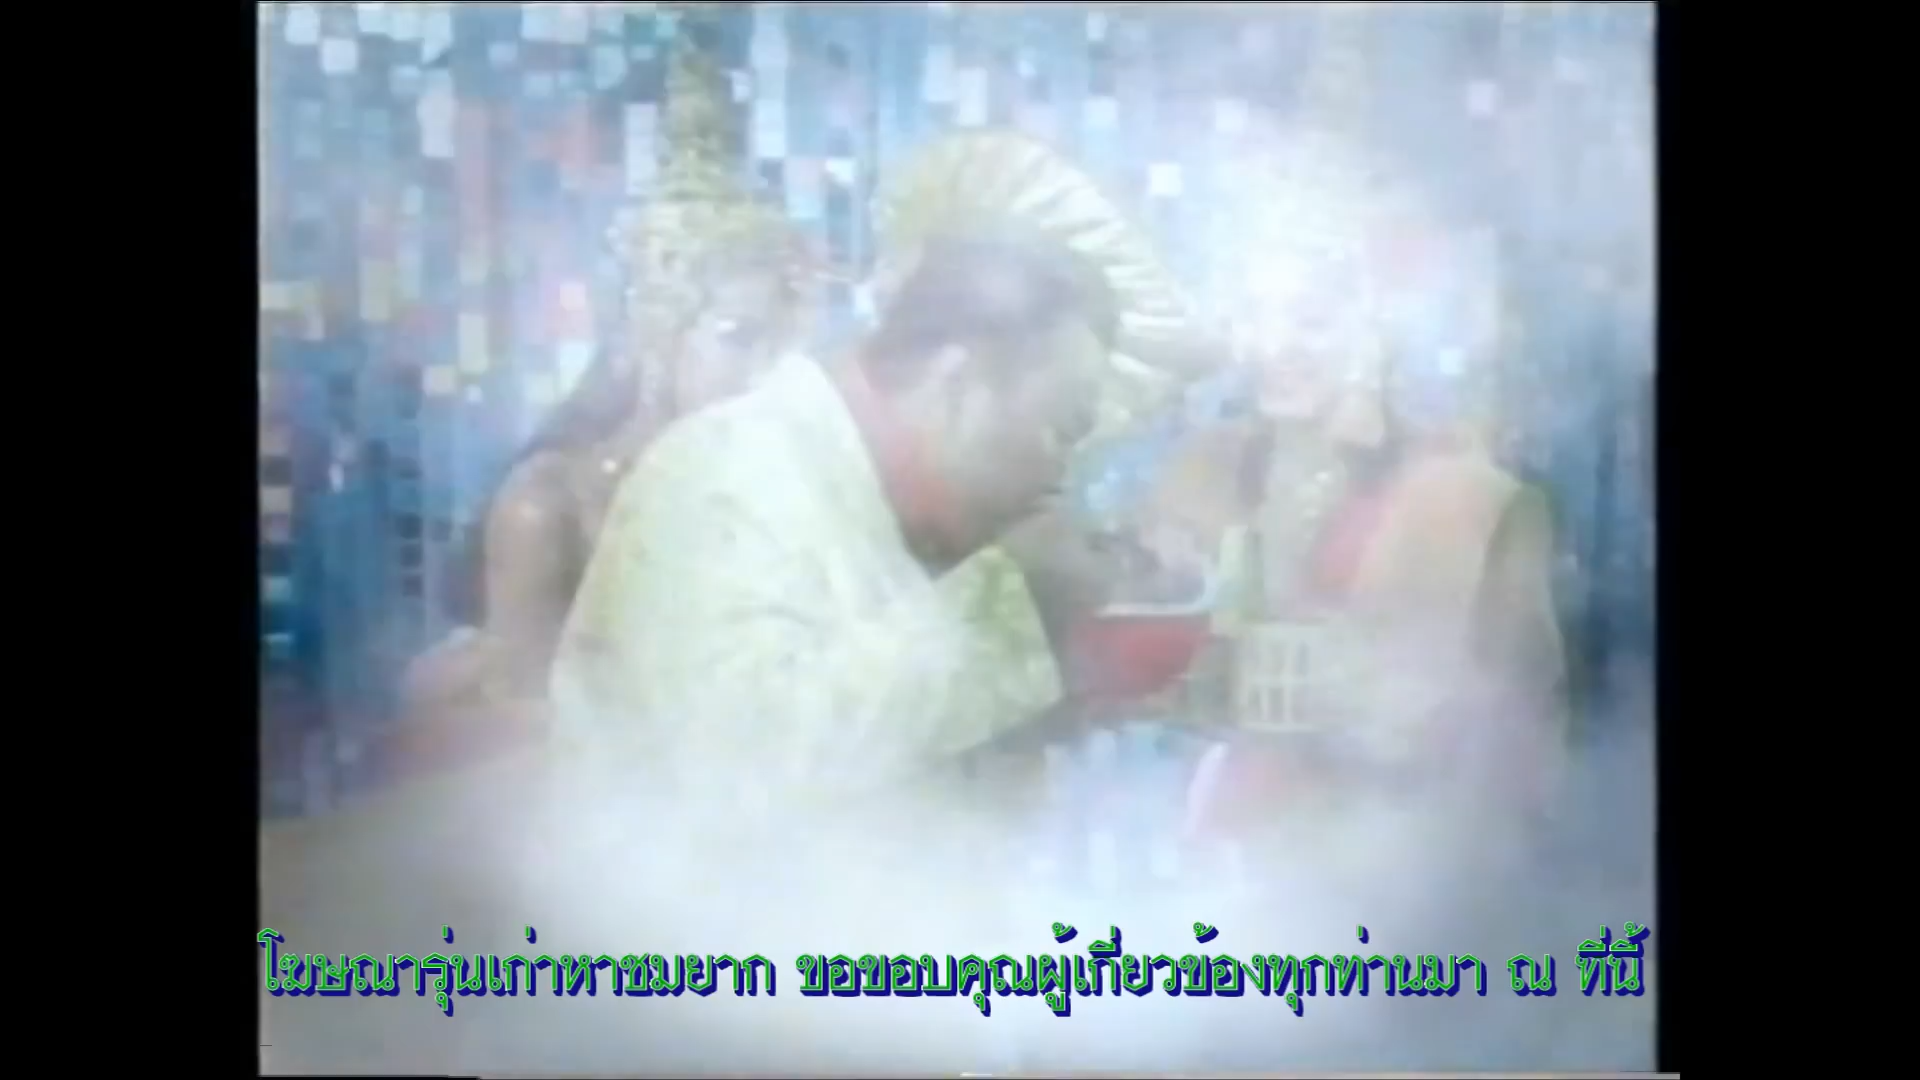 โฆษณารุ่นเก่าหาชมยาก ขอขอบคุณผู้เกี่ยวข้องทุกท่านมา ณ ที่นี้